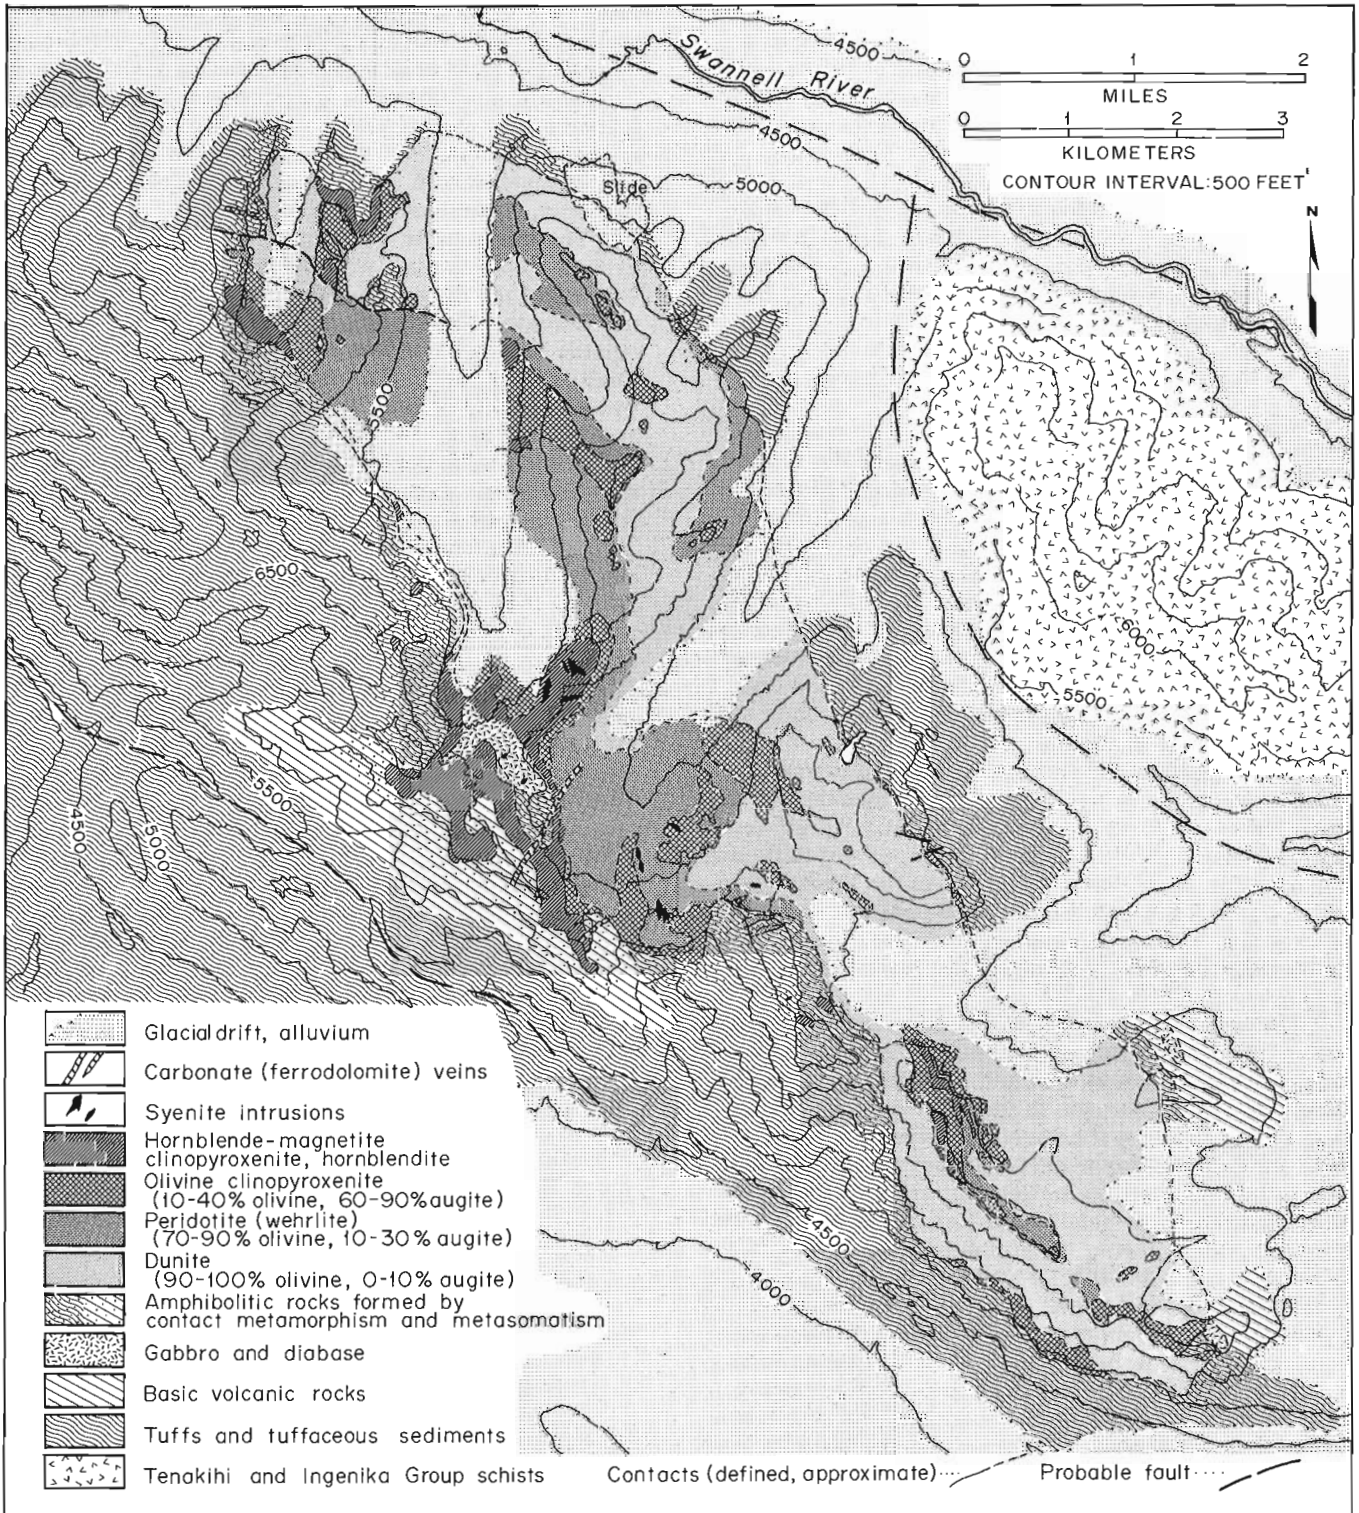 Swannell River
4500
0 1 2
MILES
0 1 2 3
KILOMETERS
CONTOUR INTERVAL: 500 FEET'
N
4500
5000
Slide
5500
6500
6000
5500
5500
4500
5000
4500
4000
Glacial drift, alluvium
Carbonate (ferrodolomite) veins
Syenite intrusions
Hornblende-magnetite
clinopyroxenite, hornblendite
Olivine clinopyroxenite
(10-40% olivine, 60-90% augite)
Peridotite (wehrlite)
(70-90% olivine, 10-30% augite)
Dunite
(90-100% olivine, 0-10% augite)
Amphibolitic rocks formed by
contact metamorphism and metasomatism
Gabbro and diabase
Basic volcanic rocks
Tuffs and tuffaceous sediments
Tenakihi and Ingenika Group schists
Contacts (defined, approximate)····
Probable fault····